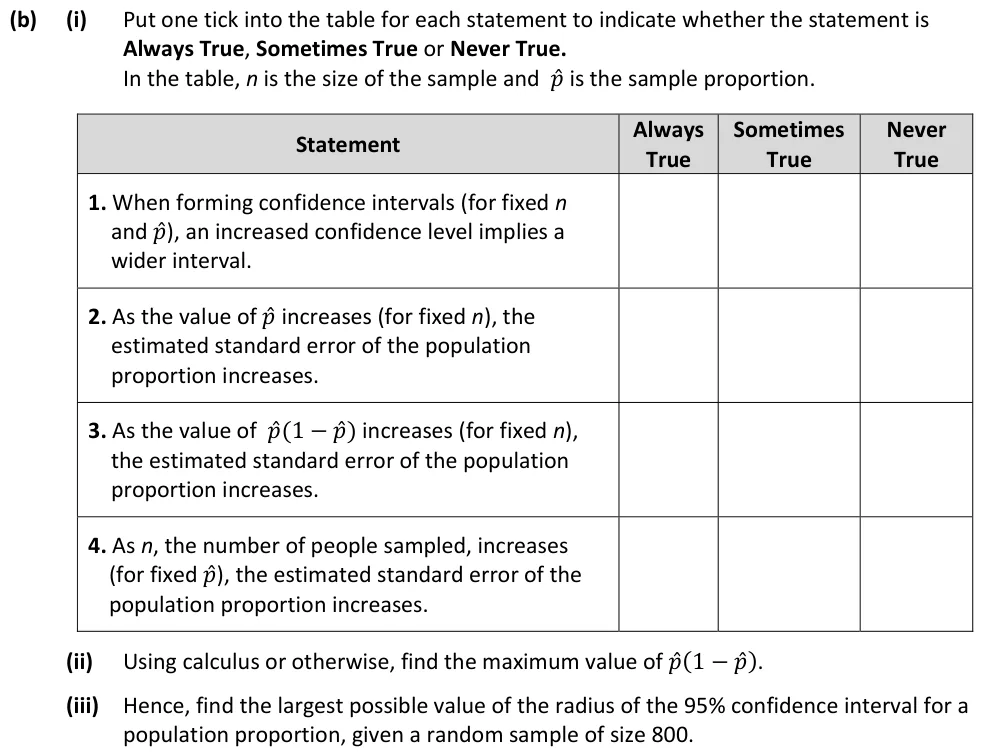 (b) (i) Put one tick into the table for each statement to indicate whether the statement is
Always True, Sometimes True or Never True.
In the table, n is the size of the sample and p̂ is the sample proportion.
Statement Always True Sometimes True Never True
1. When forming confidence intervals (for fixed n
and p̂), an increased confidence level implies a
wider interval.
2. As the value of p̂ increases (for fixed n), the
estimated standard error of the population
proportion increases.
3. As the value of p̂(1 − p̂) increases (for fixed n),
the estimated standard error of the population
proportion increases.
4. As n, the number of people sampled, increases
(for fixed p̂), the estimated standard error of the
population proportion increases.
(ii) Using calculus or otherwise, find the maximum value of p̂(1 − p̂).
(iii) Hence, find the largest possible value of the radius of the 95% confidence interval for a
population proportion, given a random sample of size 800.